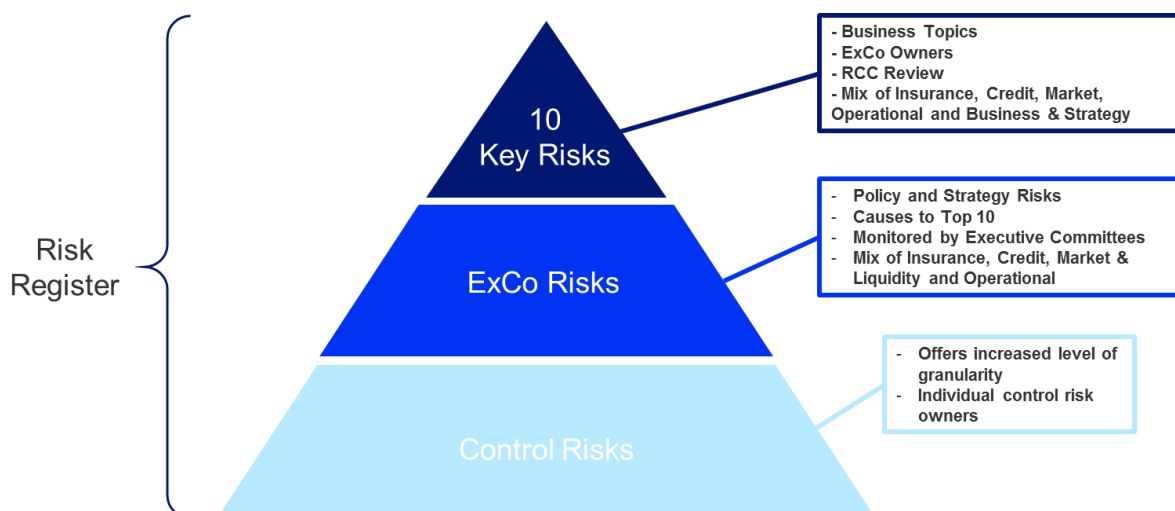 Risk
Register
10
Key Risks
ExCo Risks
Control Risks
- Business Topics
- ExCo Owners
- RCC Review
- Mix of Insurance, Credit, Market,
Operational and Business & Strategy
- Policy and Strategy Risks
- Causes to Top 10
- Monitored by Executive Committees
- Mix of Insurance, Credit, Market &
Liquidity and Operational
- Offers increased level of
granularity
- Individual control risk
owners